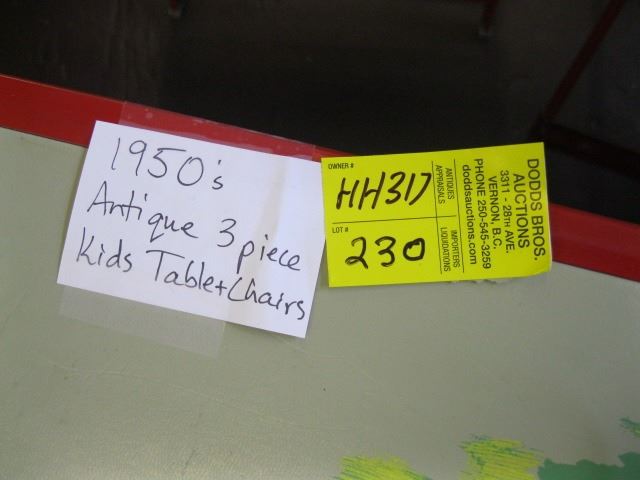 1950's
Antique 3 piece
Kids Table+Chairs
OWNER #
HH317
LOT #
230
ANTIQUES
APPRAISALS
IMPORTERS
LIQUIDATIONS
DODDS BROS.
AUCTIONS
3311 - 28TH AVE.
VERNON, B.C.
PHONE 250-545-3259
doddsauctions.com